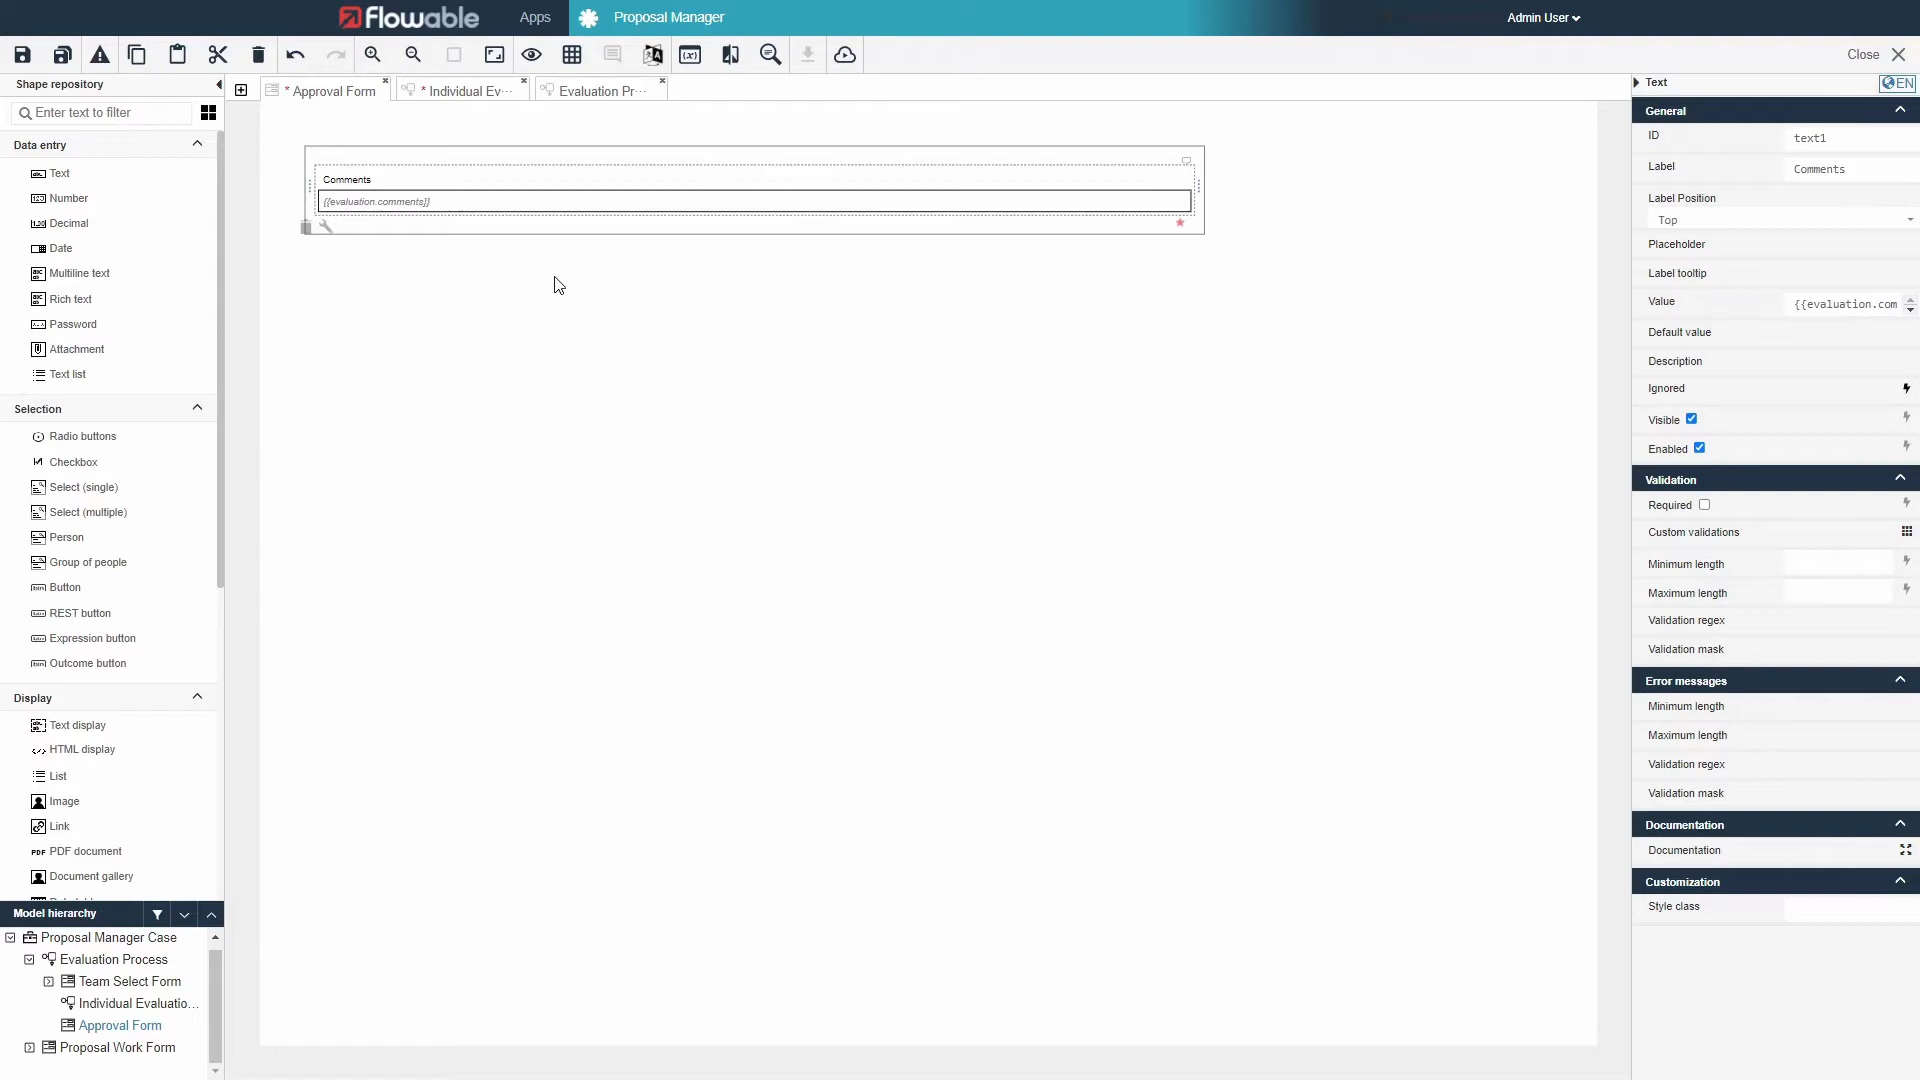 flowable
Apps
Proposal Manager
Admin User
Close
Shape repository
* Approval Form
* Individual Ev···
Evaluation Pr···
Text
EN
Enter text to filter
Data entry
Text
Number
Decimal
Date
Multiline text
Rich text
Password
Attachment
Text list
Selection
Radio buttons
Checkbox
Select (single)
Select (multiple)
Person
Group of people
Button
REST button
Expression button
Outcome button
Display
Text display
HTML display
List
Image
Link
PDF document
Document gallery
Model hierarchy
Proposal Manager Case
Evaluation Process
Team Select Form
Individual Evaluatio...
Approval Form
Proposal Work Form
Comments
{{evaluation.comments}}
General
ID
text1
Label
Comments
Label Position
Top
Placeholder
Label tooltip
Value
{{evaluation.com
Default value
Description
Ignored
Visible
Enabled
Validation
Required
Custom validations
Minimum length
Maximum length
Validation regex
Validation mask
Error messages
Minimum length
Maximum length
Validation regex
Validation mask
Documentation
Documentation
Customization
Style class